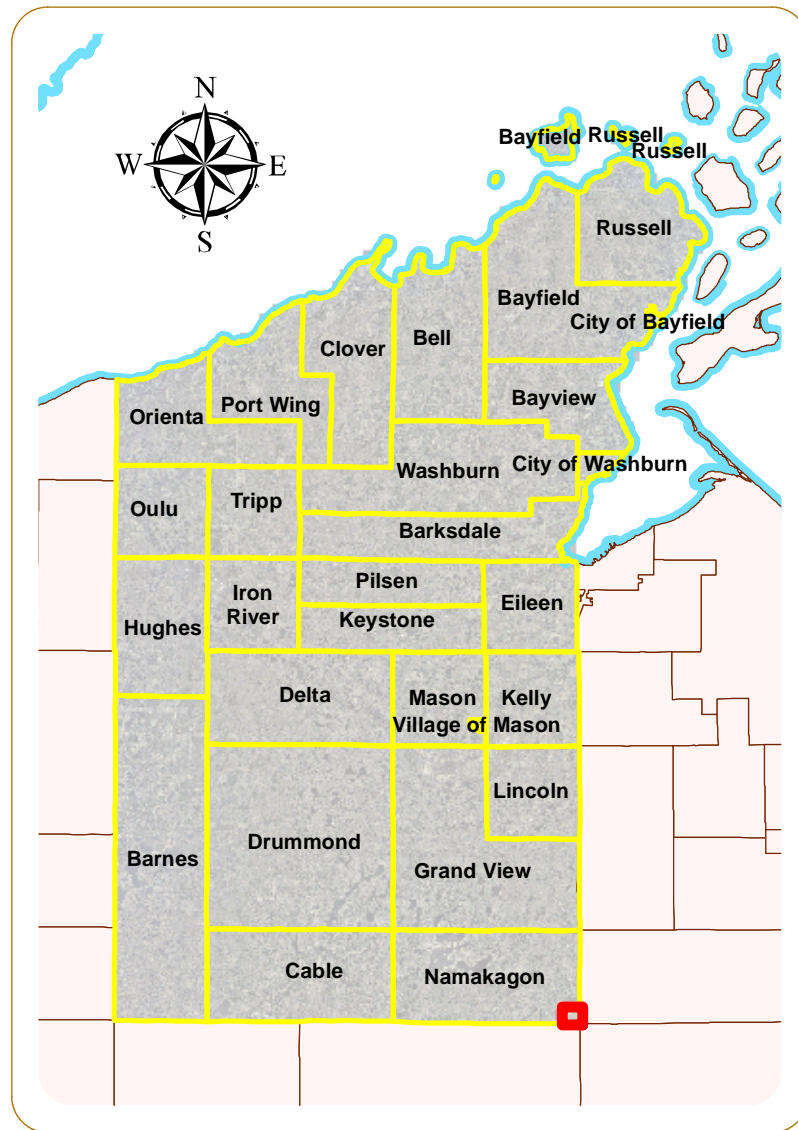 N
W
E
S
Bayfield
Russell
Russell
Russell
Bayfield
City of Bayfield
Clover
Bell
Bayview
Orienta
Port Wing
Washburn
City of Washburn
Oulu
Tripp
Barksdale
Pilsen
Iron
River
Eileen
Keystone
Hughes
Delta
Mason
Kelly
Village of Mason
Lincoln
Drummond
Barnes
Grand View
Cable
Namakagon